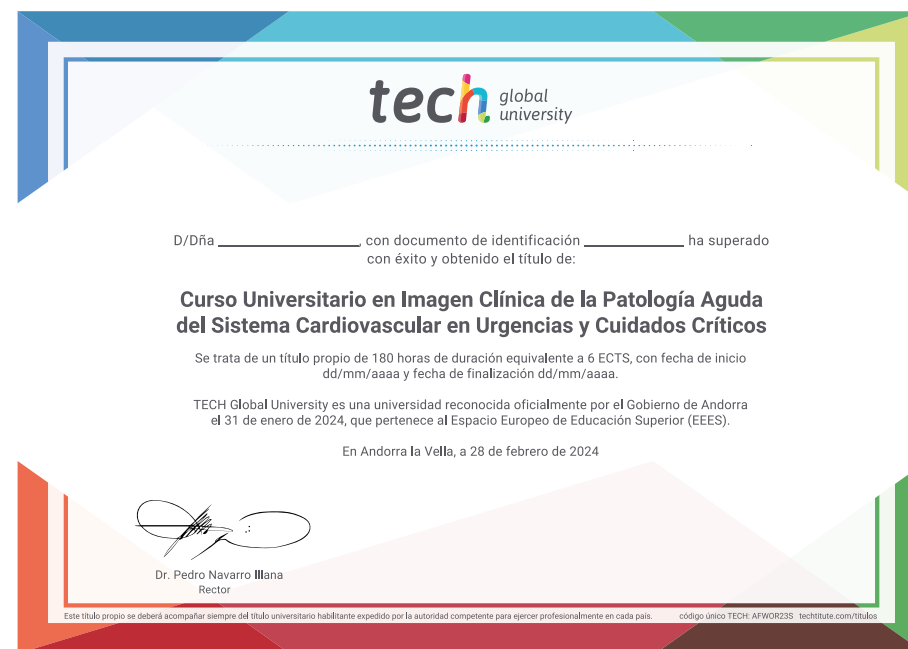 tech global university
D/Dña ____________________, con documento de identificación ______________ ha superado
con éxito y obtenido el título de:
Curso Universitario en Imagen Clínica de la Patología Aguda
del Sistema Cardiovascular en Urgencias y Cuidados Críticos
Se trata de un título propio de 180 horas de duración equivalente a 6 ECTS, con fecha de inicio
dd/mm/aaaa y fecha de finalización dd/mm/aaaa.
TECH Global University es una universidad reconocida oficialmente por el Gobierno de Andorra
el 31 de enero de 2024, que pertenece al Espacio Europeo de Educación Superior (EEES).
En Andorra la Vella, a 28 de febrero de 2024
Dr. Pedro Navarro Illana
Rector
Este título propio se deberá acompañar siempre del título universitario habilitante expedido por la autoridad competente para ejercer profesionalmente en cada país. código único TECH: AFWOR23S techtitute.com/titulos